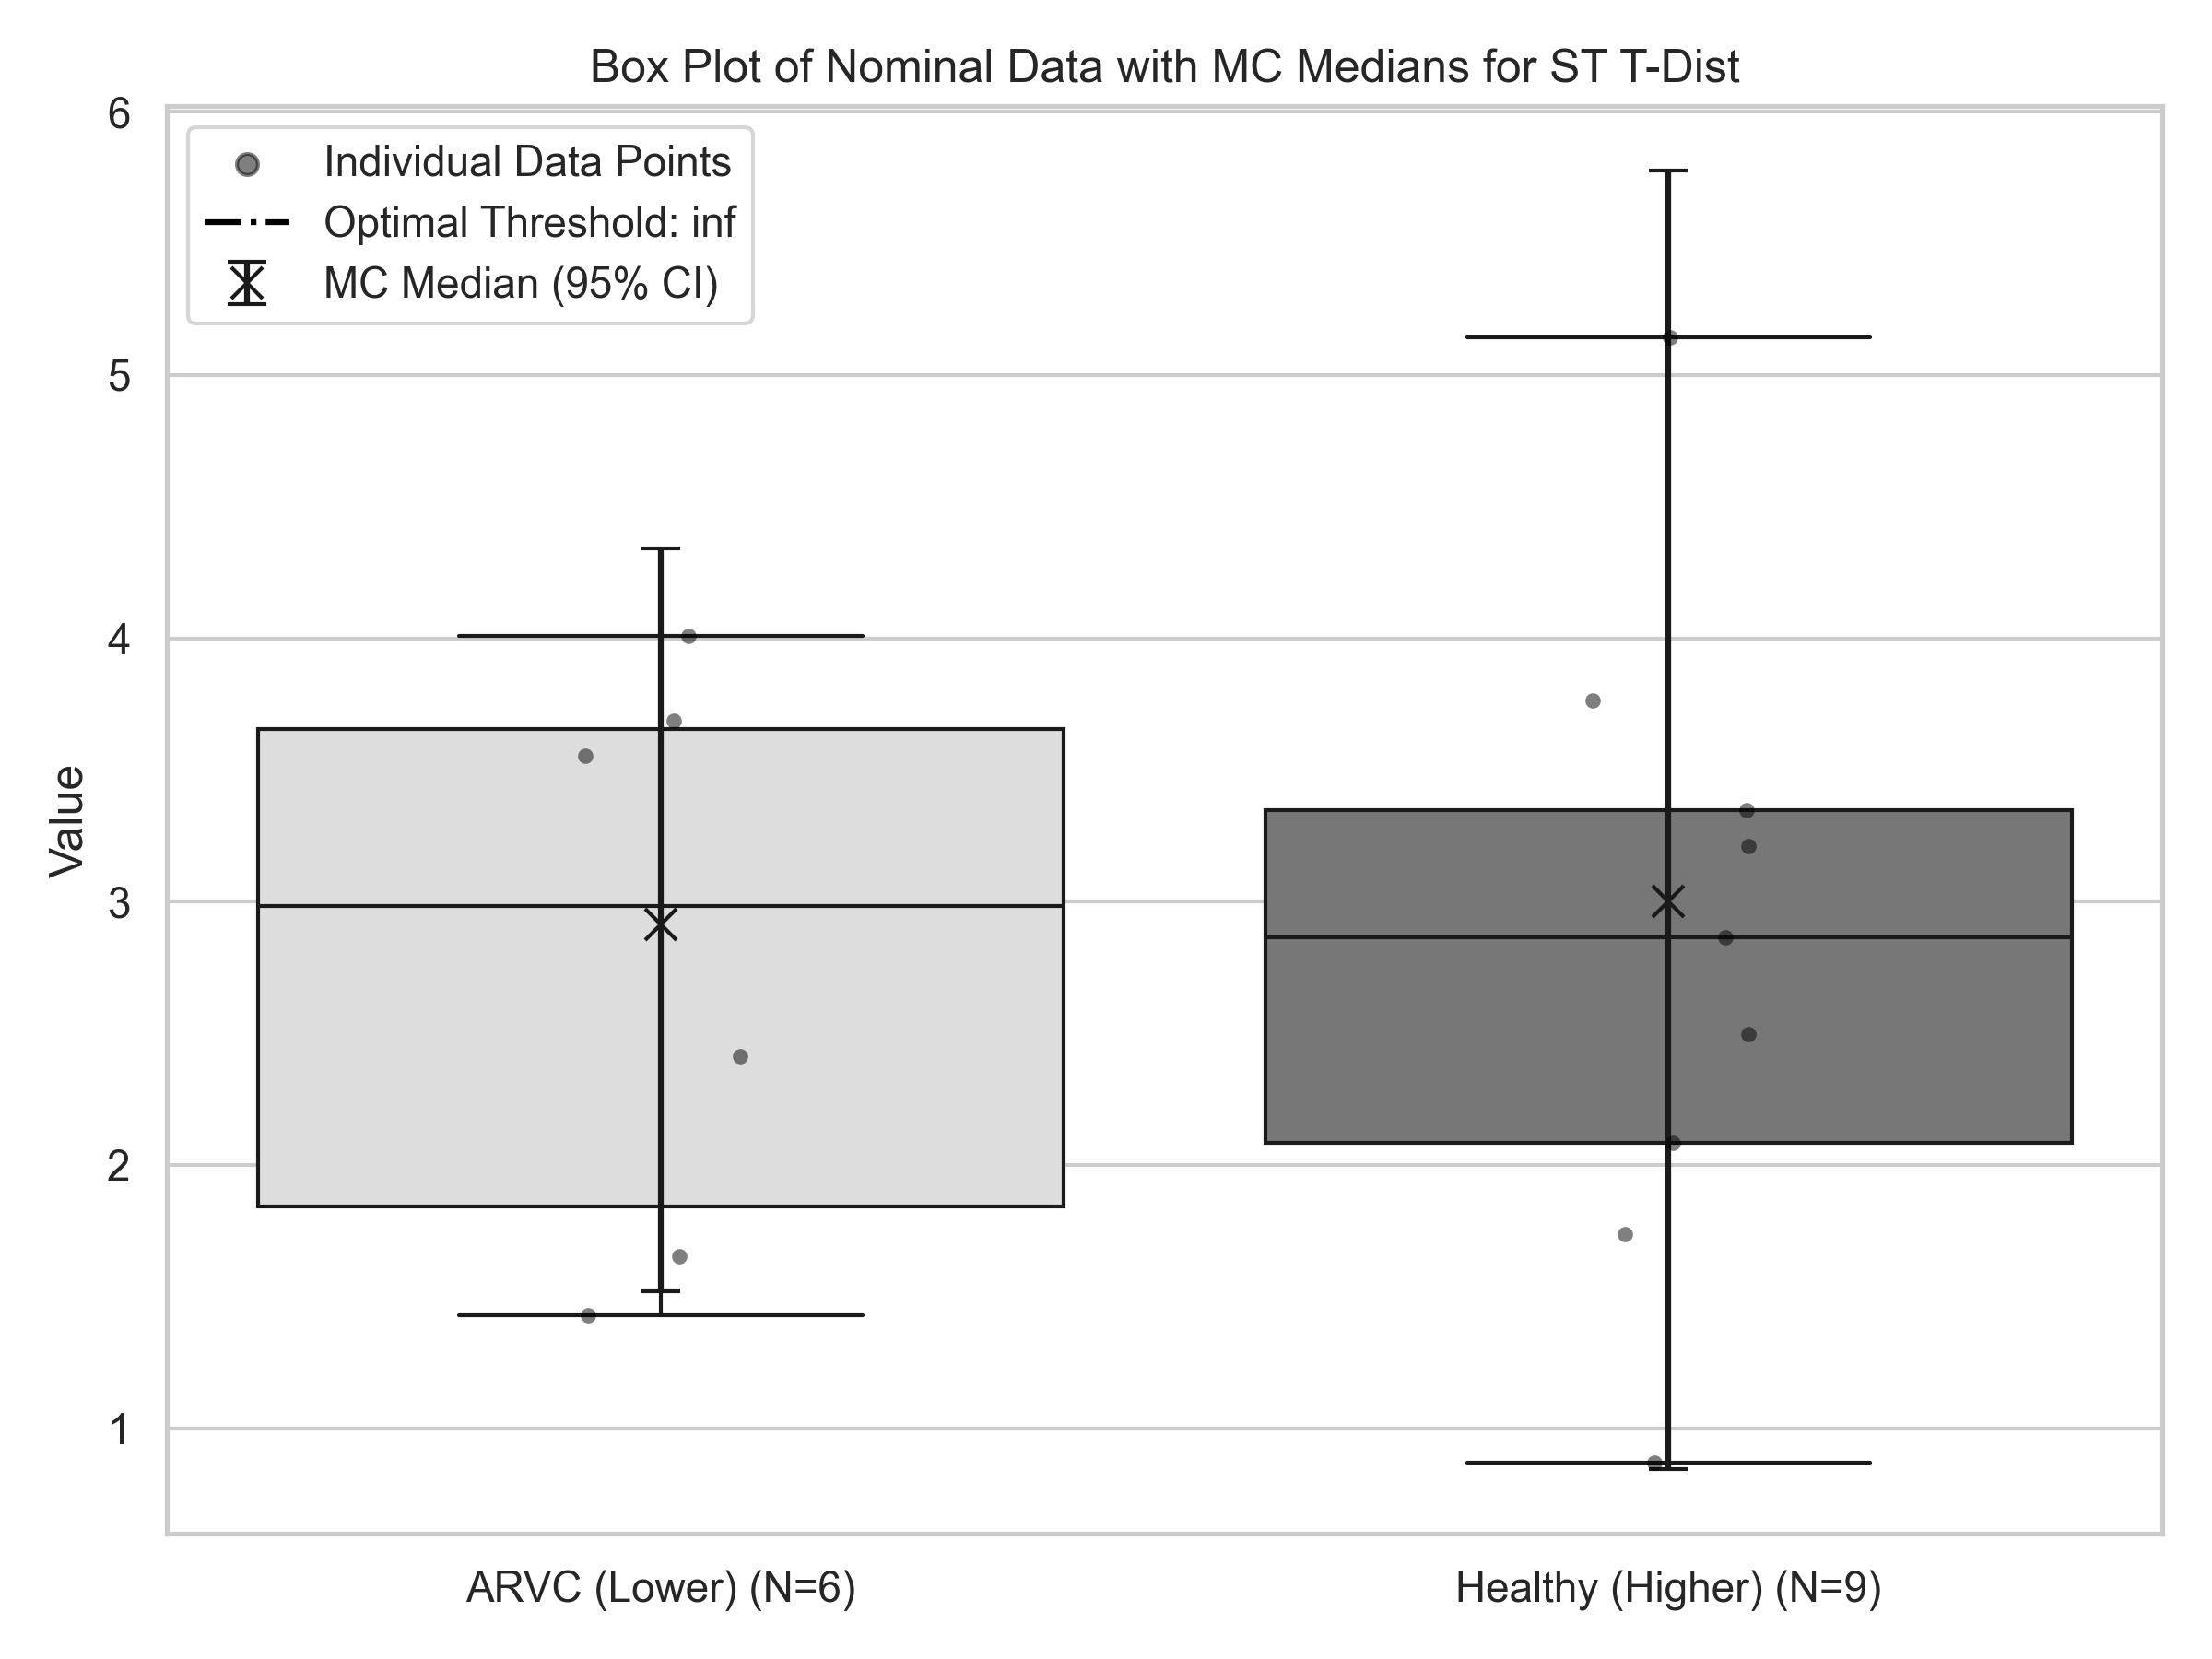 Box Plot of Nominal Data with MC Medians for ST T-Dist
6
Individual Data Points
Optimal Threshold: inf
MC Median (95% CI)
5
4
3
2
1
Value
ARVC (Lower) (N=6)
Healthy (Higher) (N=9)